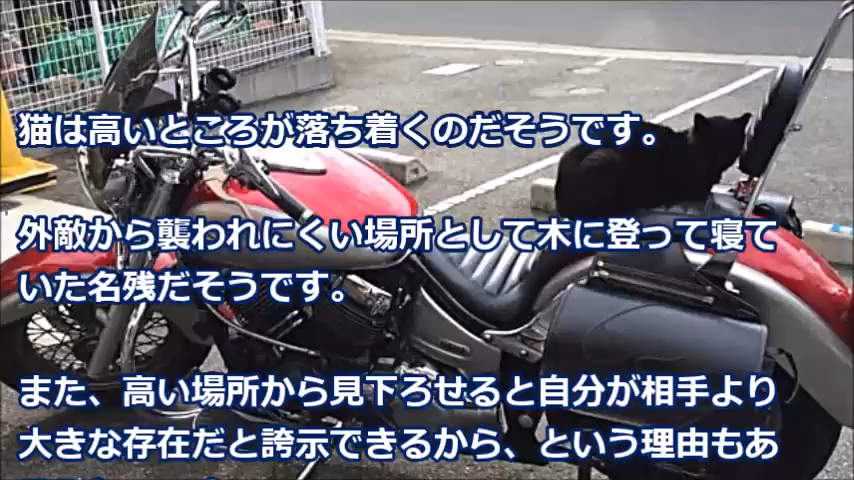 猫は高いところが落ち着くのだそうです。
外敵から襲われにくい場所として木に登って寝て
いた名残だそうです。
また、高い場所から見下ろせると自分が相手より
大きな存在だと誇示できるから、という理由もあ